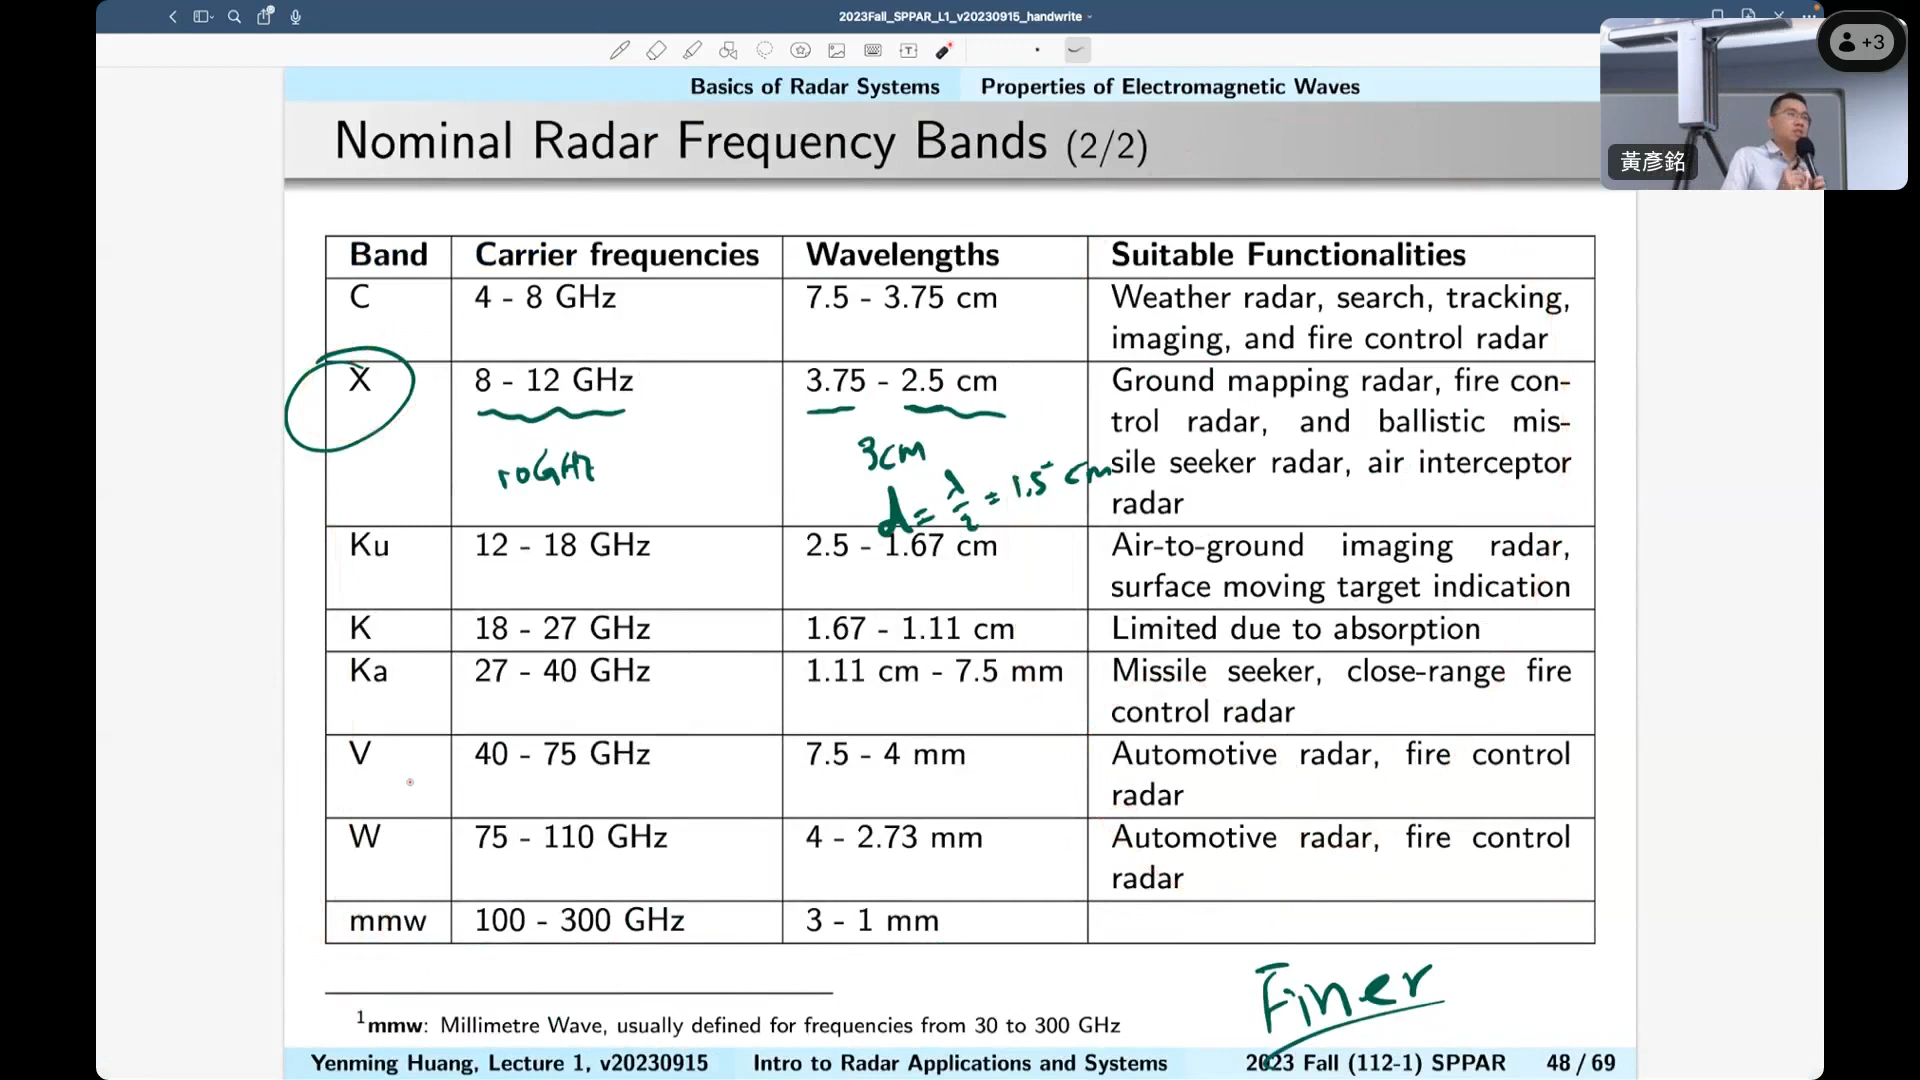 2023Fall_SPPAR_L1_v20230915_handwrite
+3
Basics of Radar Systems Properties of Electromagnetic Waves
黃彥銘
Nominal Radar Frequency Bands (2/2)
Band Carrier frequencies Wavelengths Suitable Functionalities
C 4 - 8 GHz 7.5 - 3.75 cm Weather radar, search, tracking,
imaging, and fire control radar
X 8 - 12 GHz 3.75 - 2.5 cm Ground mapping radar, fire con-
trol radar, and ballistic mis-
sile seeker radar, air interceptor
radar
10GHz
3cm
d = λ/2 = 1.5 cm
Ku 12 - 18 GHz 2.5 - 1.67 cm Air-to-ground imaging radar,
surface moving target indication
K 18 - 27 GHz 1.67 - 1.11 cm Limited due to absorption
Ka 27 - 40 GHz 1.11 cm - 7.5 mm Missile seeker, close-range fire
control radar
V 40 - 75 GHz 7.5 - 4 mm Automotive radar, fire control
radar
W 75 - 110 GHz 4 - 2.73 mm Automotive radar, fire control
radar
mmw 100 - 300 GHz 3 - 1 mm
Finer
1mmw: Millimetre Wave, usually defined for frequencies from 30 to 300 GHz
Yenming Huang, Lecture 1, v20230915 Intro to Radar Applications and Systems 2023 Fall (112-1) SPPAR 48 / 69